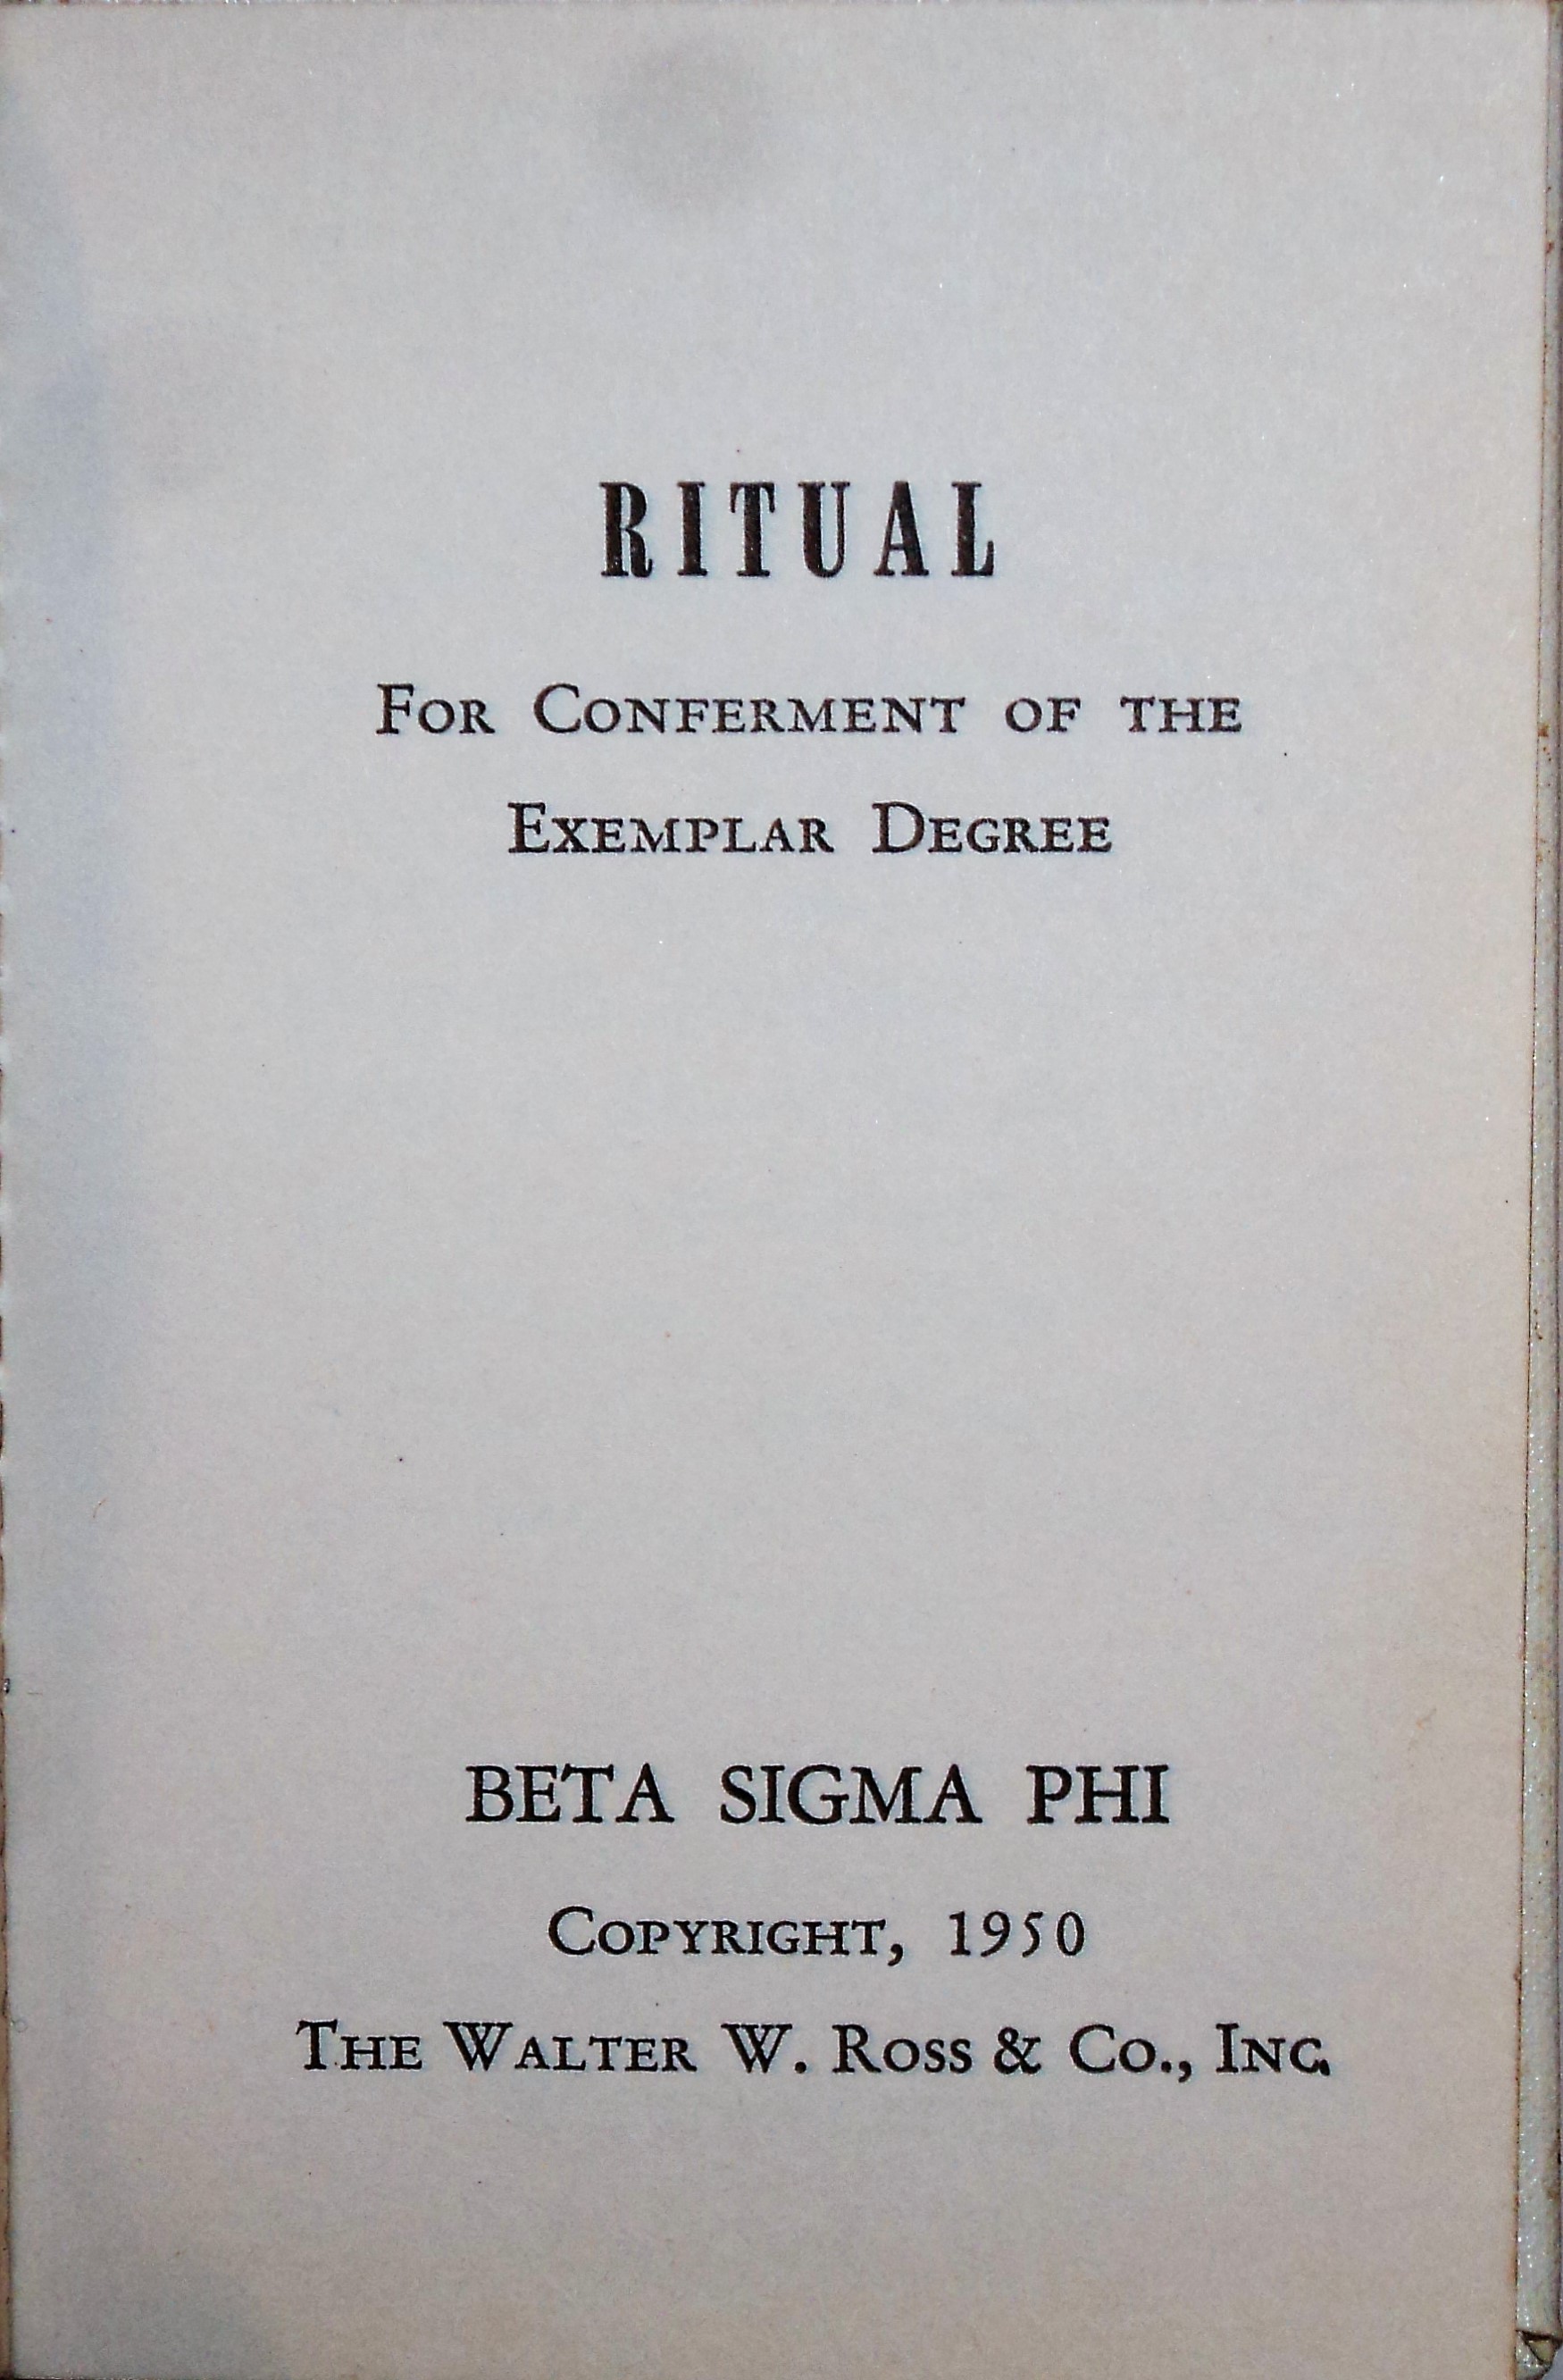 RITUAL
For Conferment of the
Exemplar Degree
BETA SIGMA PHI
Copyright, 1950
The Walter W. Ross & Co., Inc.